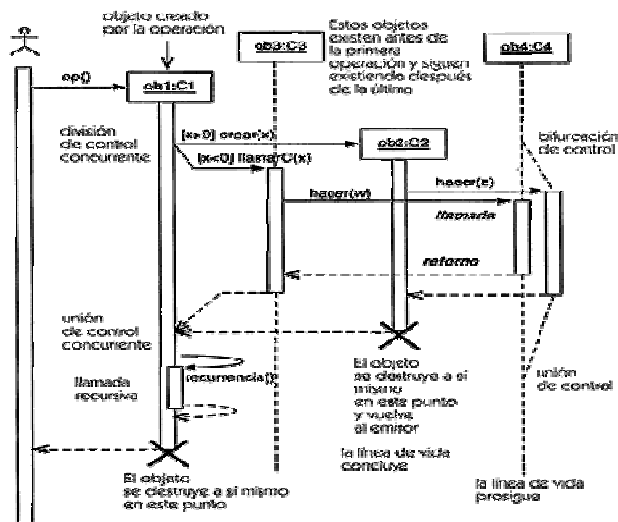 objeto creado
por la operación
ob3:C3
Estos objetos
existen antes de
la primera
operación y siguen
existiendo después
de la última
ob4:C4
op()
ob1:C1
división
de control
concurrente
[x>0] crear(x)
[x<0] llamarC(x)
ob2:C2
bifurcación
de control
hacer(w)
hacer(z)
llamada
retorno
unión
de control
concurrente
llamada
recursiva
recurrencia()
El objeto
se destruye a sí
mismo
en este punto
y vuelve
al emisor
unión
de control
la línea de vida
concluye
El objeto
se destruye a sí mismo
en este punto
la línea de vida
prosigue